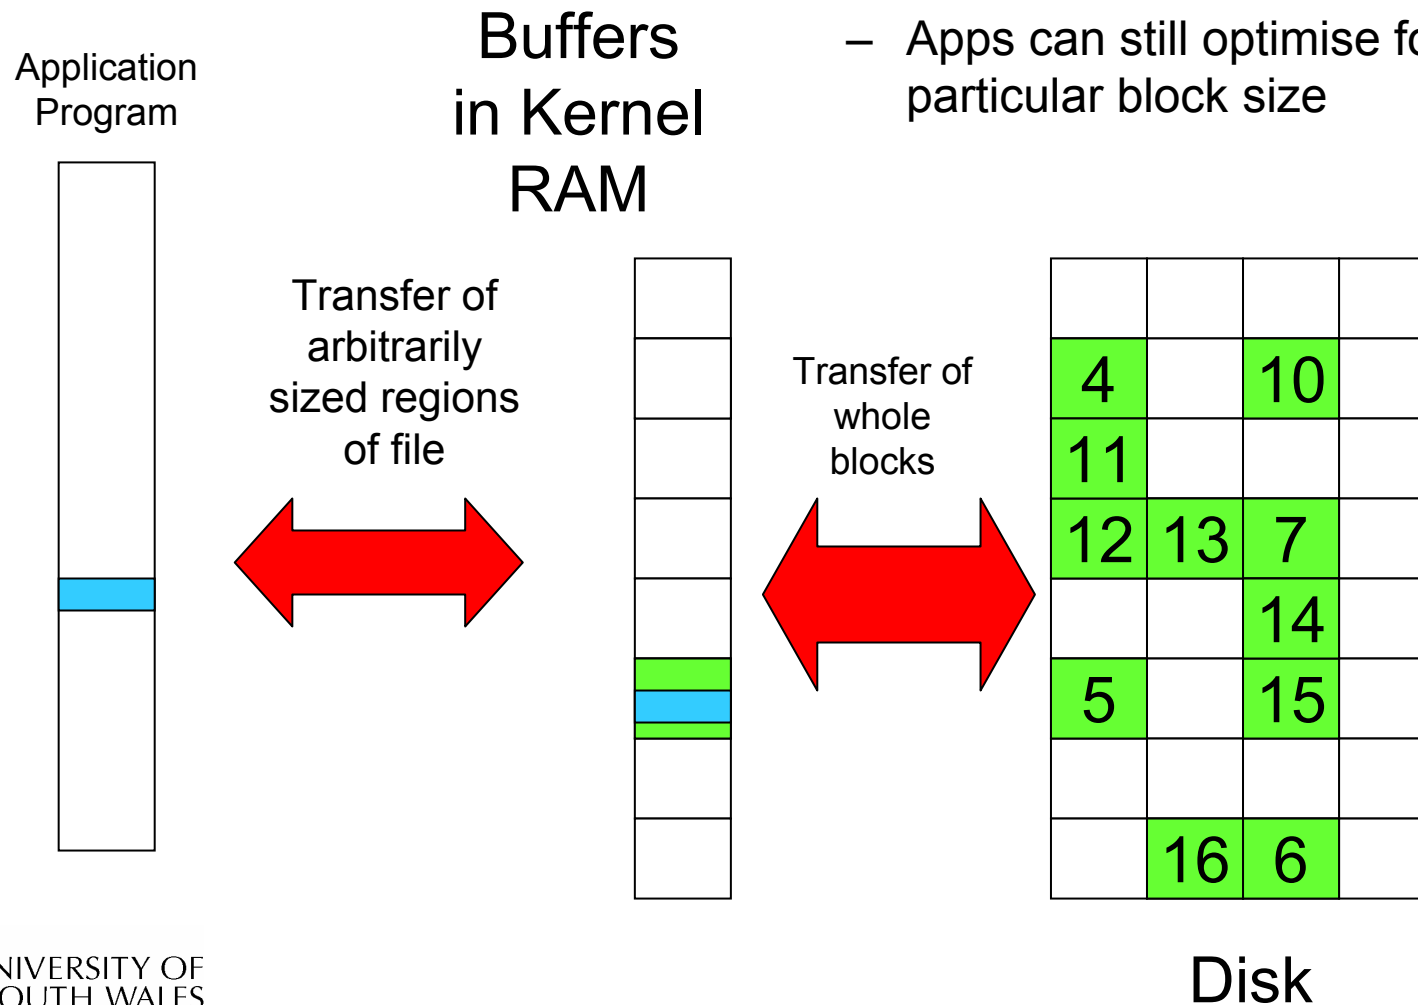 Application
Program
Buffers
in Kernel
RAM
– Apps can still optimise
particular block size
Transfer of
arbitrarily
sized regions
of file
Transfer of
whole
blocks
4 10
11
12 13 7
14
5 15
16 6
Disk
NIVERSITY OF
OUTH WALES